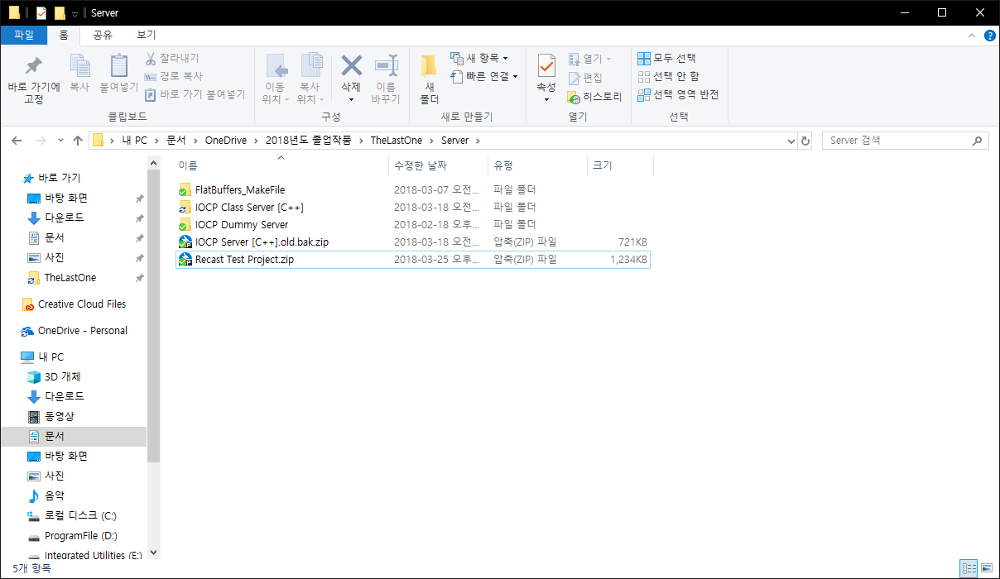 Server
파일 홈 공유 보기
바로 가기에 고정
복사
붙여넣기
잘라내기
경로 복사
바로 가기 붙여넣기
클립보드
이동 위치
복사 위치
삭제
이름 바꾸기
구성
새 폴더
새 항목
빠른 연결
새로 만들기
속성
열기
편집
히스토리
열기
모두 선택
선택 안 함
선택 영역 반전
선택
내 PC > 문서 > OneDrive > 2018년도 졸업작품 > TheLastOne > Server >
Server 검색
바로 가기
바탕 화면
다운로드
문서
사진
TheLastOne
Creative Cloud Files
OneDrive - Personal
내 PC
3D 개체
다운로드
동영상
문서
바탕 화면
사진
음악
로컬 디스크 (C:)
ProgramFile (D:)
Integrated Utilities (E:)
이름 수정한 날짜 유형 크기
FlatBuffers_MakeFile 2018-03-07 오전... 파일 폴더
IOCP Class Server [C++] 2018-03-18 오전... 파일 폴더
IOCP Dummy Server 2018-02-18 오후... 파일 폴더
IOCP Server [C++].old.bak.zip 2018-03-18 오전... 압축(ZIP) 파일 721KB
Recast Test Project.zip 2018-03-25 오후... 압축(ZIP) 파일 1,234KB
5개 항목